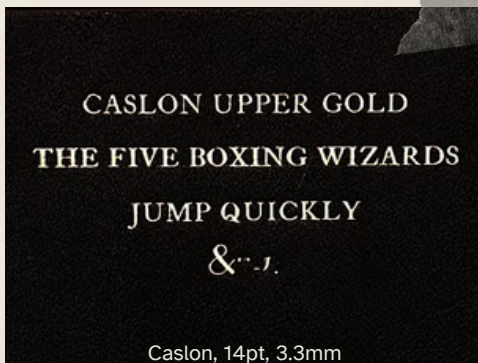 CASLON UPPER GOLD
THE FIVE BOXING WIZARDS
JUMP QUICKLY
&
Caslon, 14pt, 3.3mm